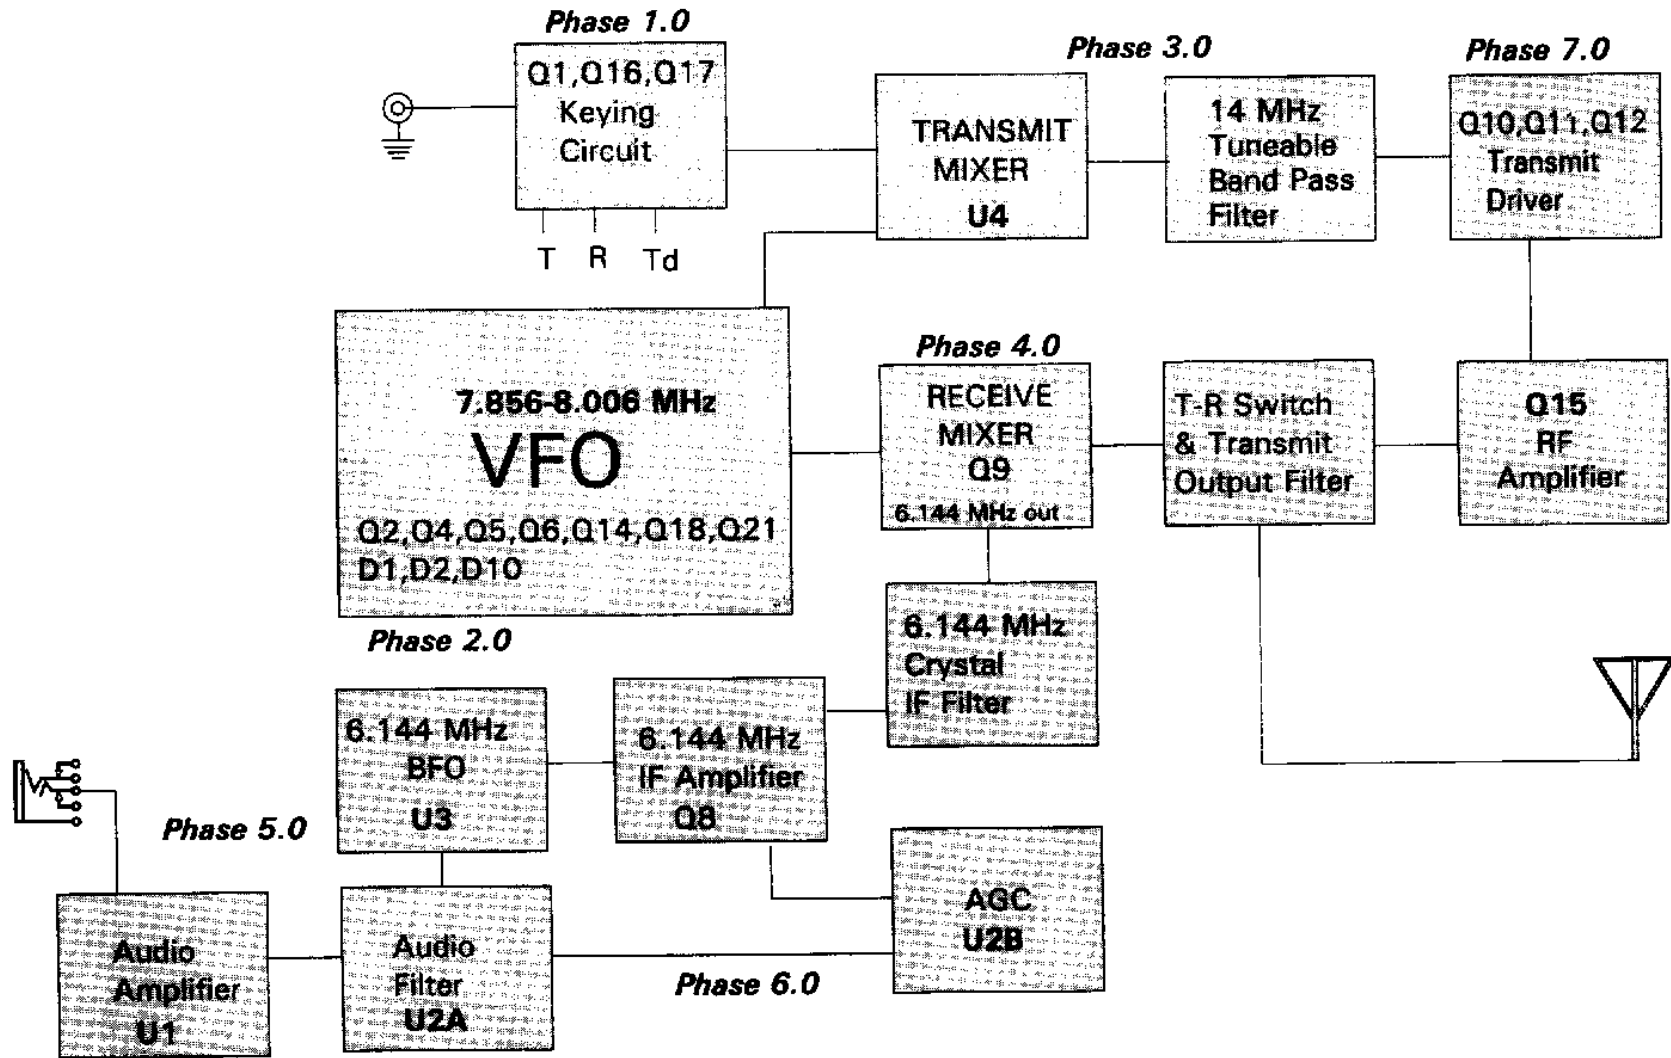 Phase 1.0
Q1,Q16,Q17
Keying
Circuit
T R Td
Phase 3.0
TRANSMIT
MIXER
U4
14 MHz
Tuneable
Band Pass
Filter
Phase 7.0
Q10,Q11,Q12
Transmit
Driver
7.856-8.006 MHz
VFO
Q2,Q4,Q5,Q6,Q14,Q18,Q21
D1,D2,D10
Phase 2.0
Phase 4.0
RECEIVE
MIXER
Q9
6.144 MHz out
T-R Switch
& Transmit
Output Filter
Q15
RF
Amplifier
6.144 MHz
Crystal
IF Filter
6.144 MHz
BFO
U3
6.144 MHz
IF Amplifier
Q8
Phase 5.0
AGC
U2B
Audio
Amplifier
U1
Audio
Filter
U2A
Phase 6.0